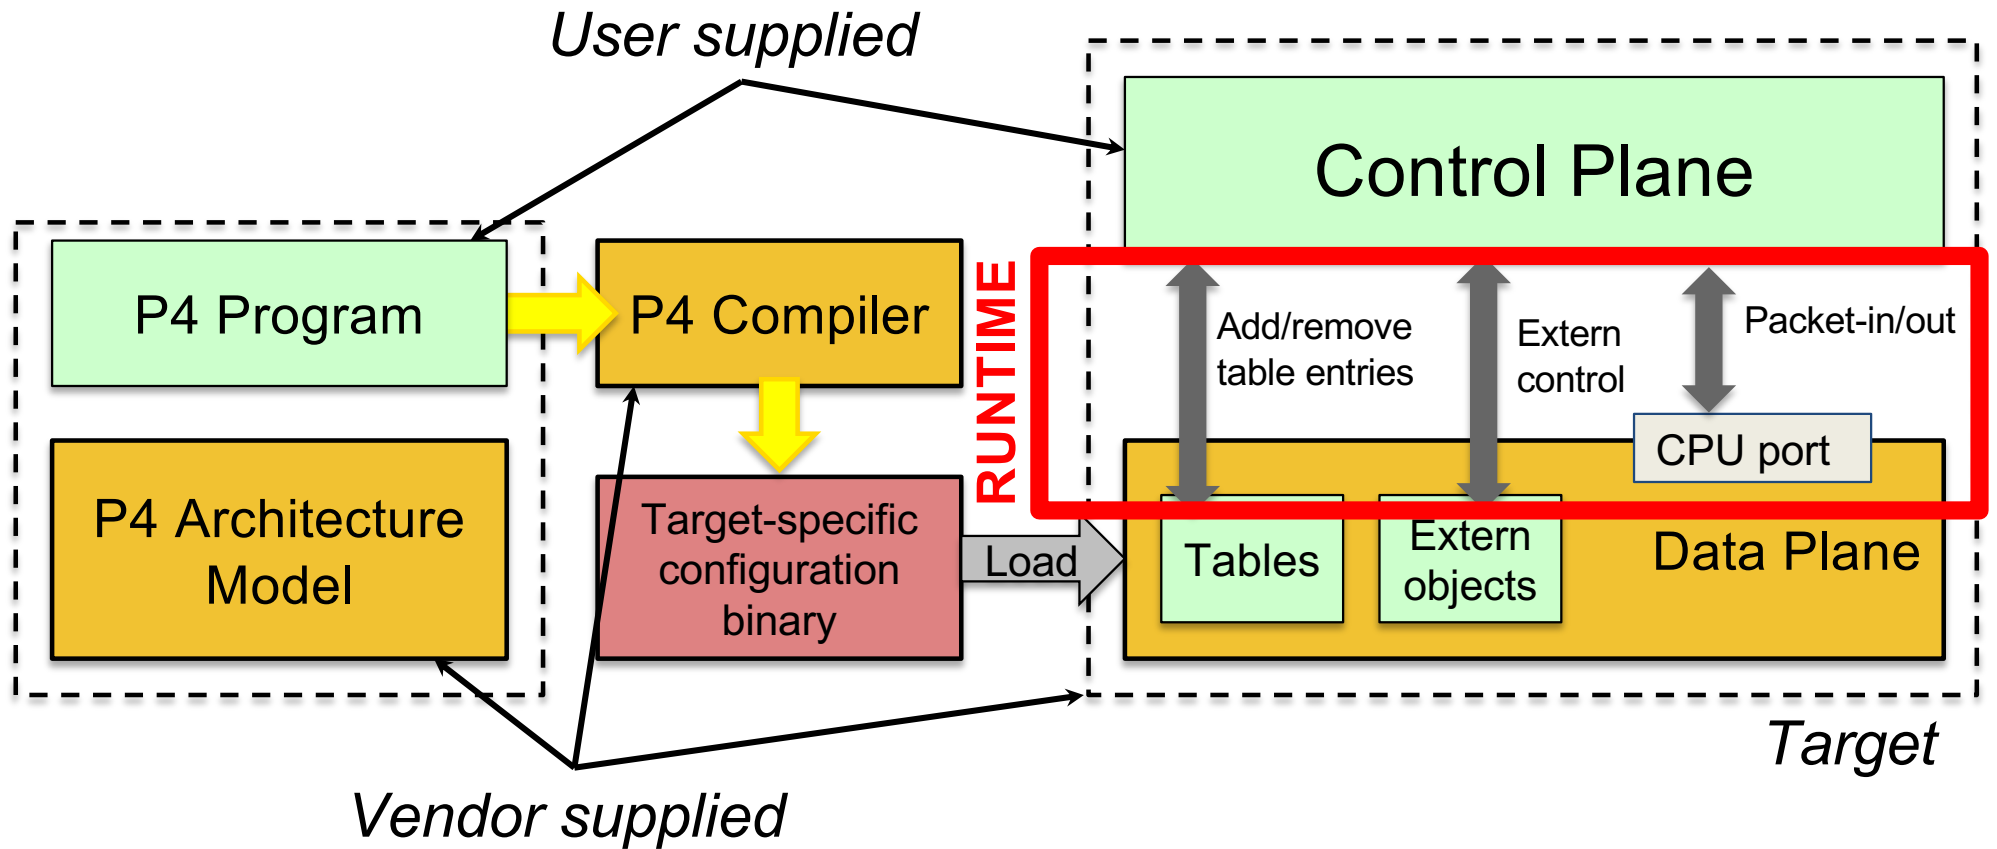 User supplied
Control Plane
P4 Program
P4 Compiler
RUNTIME
Add/remove
table entries
Extern
control
Packet-in/out
CPU port
P4 Architecture
Model
Target-specific
configuration
binary
Load
Tables
Extern
objects
Data Plane
Target
Vendor supplied